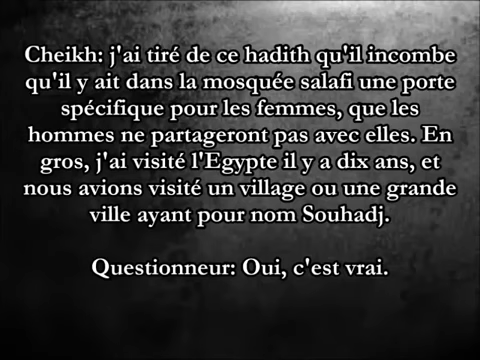 Cheikh: j'ai tiré de ce hadith qu'il incombe
qu'il y ait dans la mosquée salafi une porte
spécifique pour les femmes, que les
hommes ne partageront pas avec elles. En
gros, j'ai visité l'Egypte il y a dix ans, et
nous avions visité un village ou une grande
ville ayant pour nom Souhadj.
Questionneur: Oui, c'est vrai.